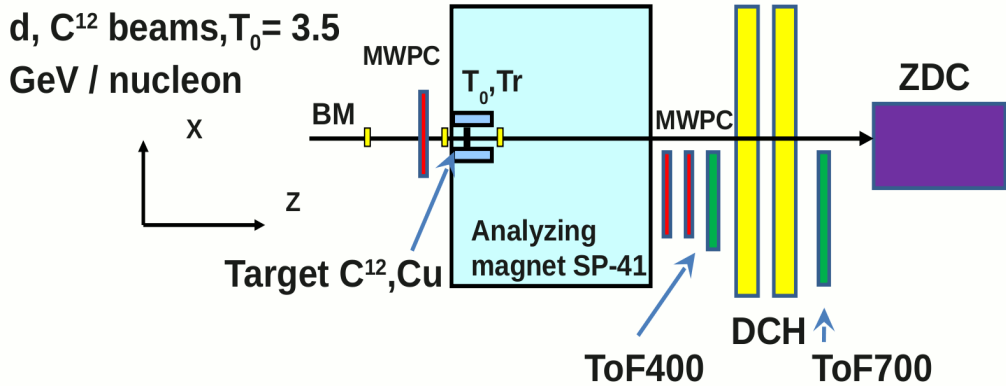 d, C¹² beams,T₀= 3.5
GeV / nucleon
MWPC
T₀,Tr
ZDC
BM
X
MWPC
Z
Analyzing
magnet SP-41
Target C¹²,Cu
DCH
ToF400
ToF700